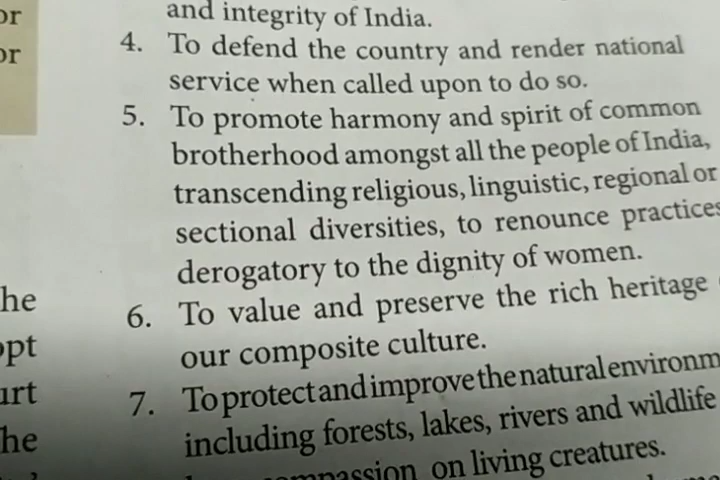 and integrity of India.
4. To defend the country and render national
service when called upon to do so.
5. To promote harmony and spirit of common
brotherhood amongst all the people of India,
transcending religious, linguistic, regional or
sectional diversities, to renounce practices
derogatory to the dignity of women.
6. To value and preserve the rich heritage
our composite culture.
7. To protect and improve the natural environm
including forests, lakes, rivers and wildlife
on living creatures.
or
or
he
opt
urt
he